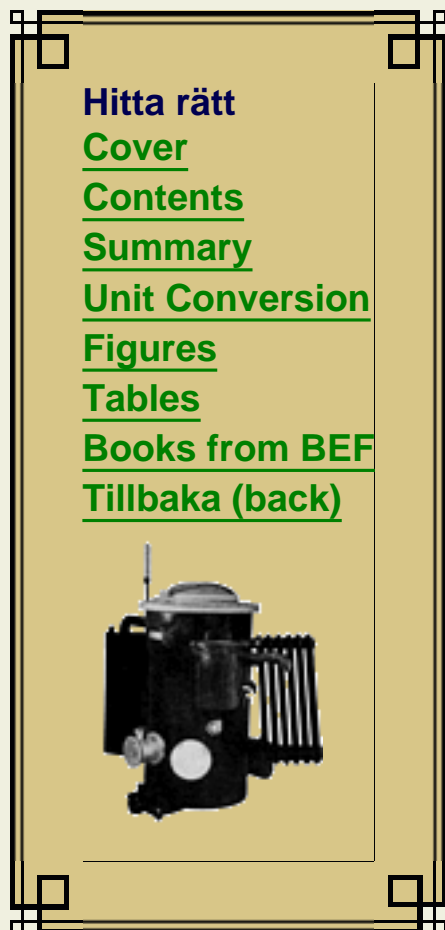 Hitta rätt
Cover
Contents
Summary
Unit Conversion
Figures
Tables
Books from BEF
Tillbaka (back)